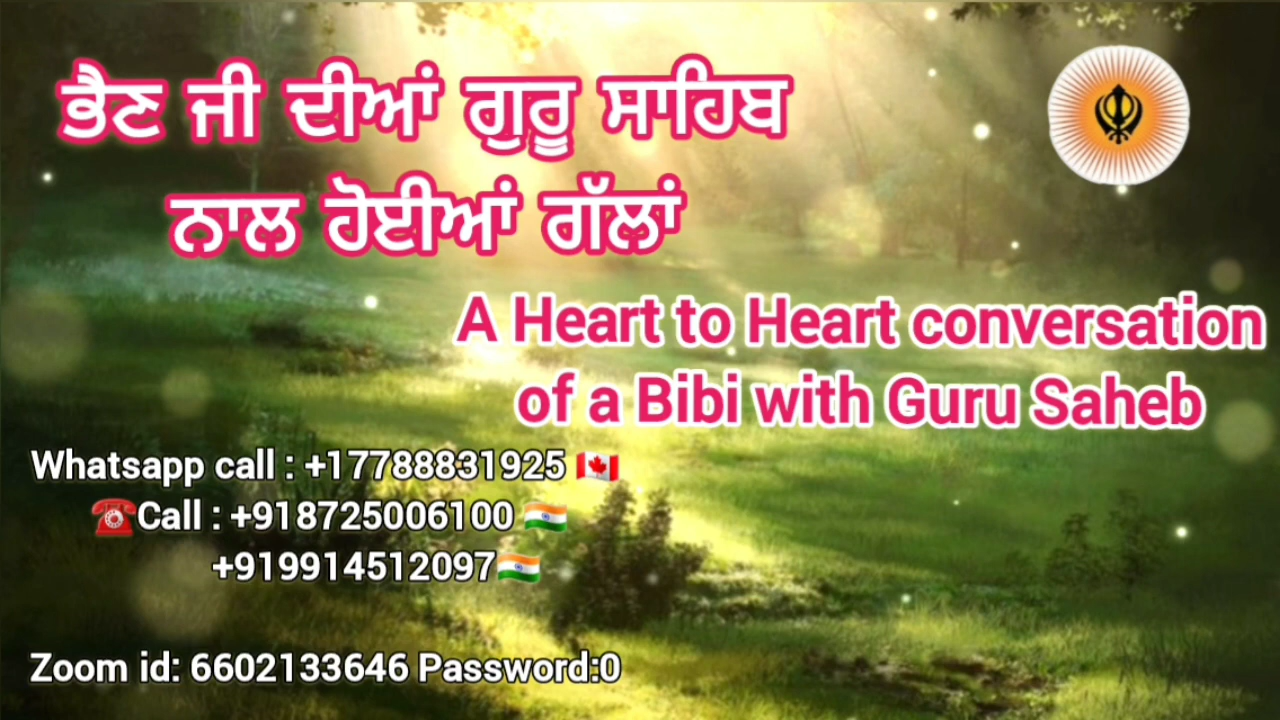 ਭੈਣ ਜੀ ਦੀਆਂ ਗੁਰੂ ਸਾਹਿਬ
ਨਾਲ ਹੋਈਆਂ ਗੱਲਾਂ
A Heart to Heart conversation
of a Bibi with Guru Saheb
Whatsapp call : +17788831925 🇨🇦
☎️Call : +918725006100 🇮🇳
+919914512097🇮🇳
Zoom id: 6602133646 Password:0